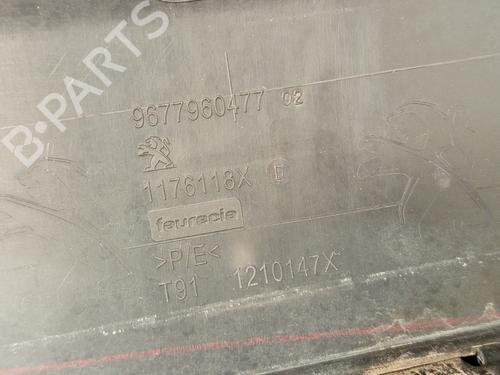 B-PARTS
9677960477 02
1176118X
faurecia
>P/E<
T91 1210147X